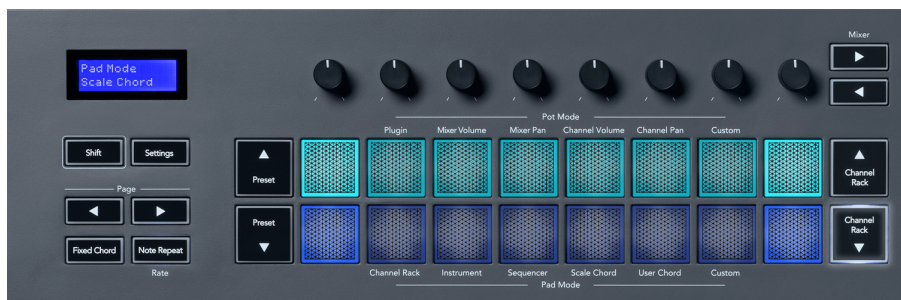 Mixer
Pad Mode
Scale Chord
Pot Mode
Plugin Mixer Volume Mixer Pan Channel Volume Channel Pan Custom
Shift Settings
Preset
Channel
Rack
Page
Preset
Channel
Rack
Fixed Chord Note Repeat
Rate
Channel Rack Instrument Sequencer Scale Chord User Chord Custom
Pad Mode